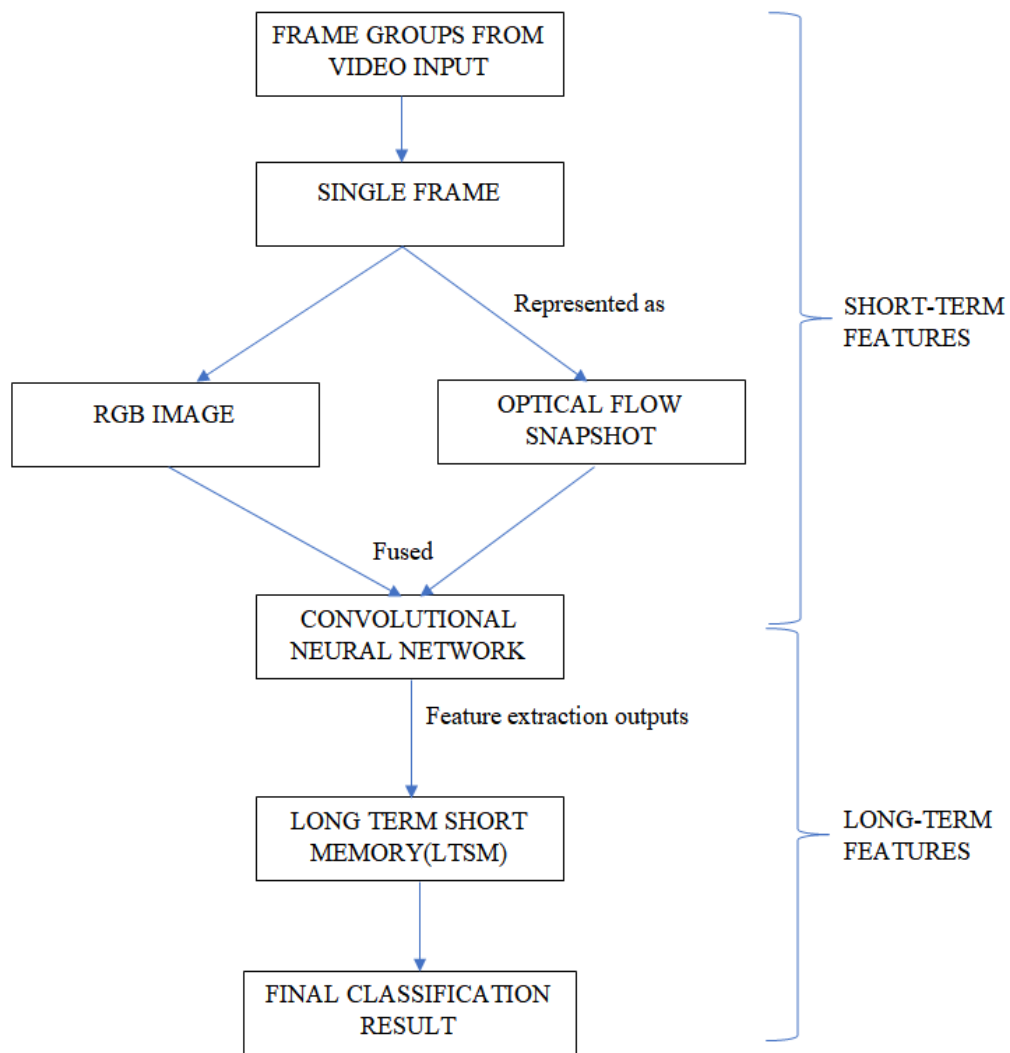 FRAME GROUPS FROM
VIDEO INPUT
SINGLE FRAME
Represented as
SHORT-TERM
FEATURES
RGB IMAGE
OPTICAL FLOW
SNAPSHOT
Fused
CONVOLUTIONAL
NEURAL NETWORK
Feature extraction outputs
LONG TERM SHORT
MEMORY(LTSM)
LONG-TERM
FEATURES
FINAL CLASSIFICATION
RESULT